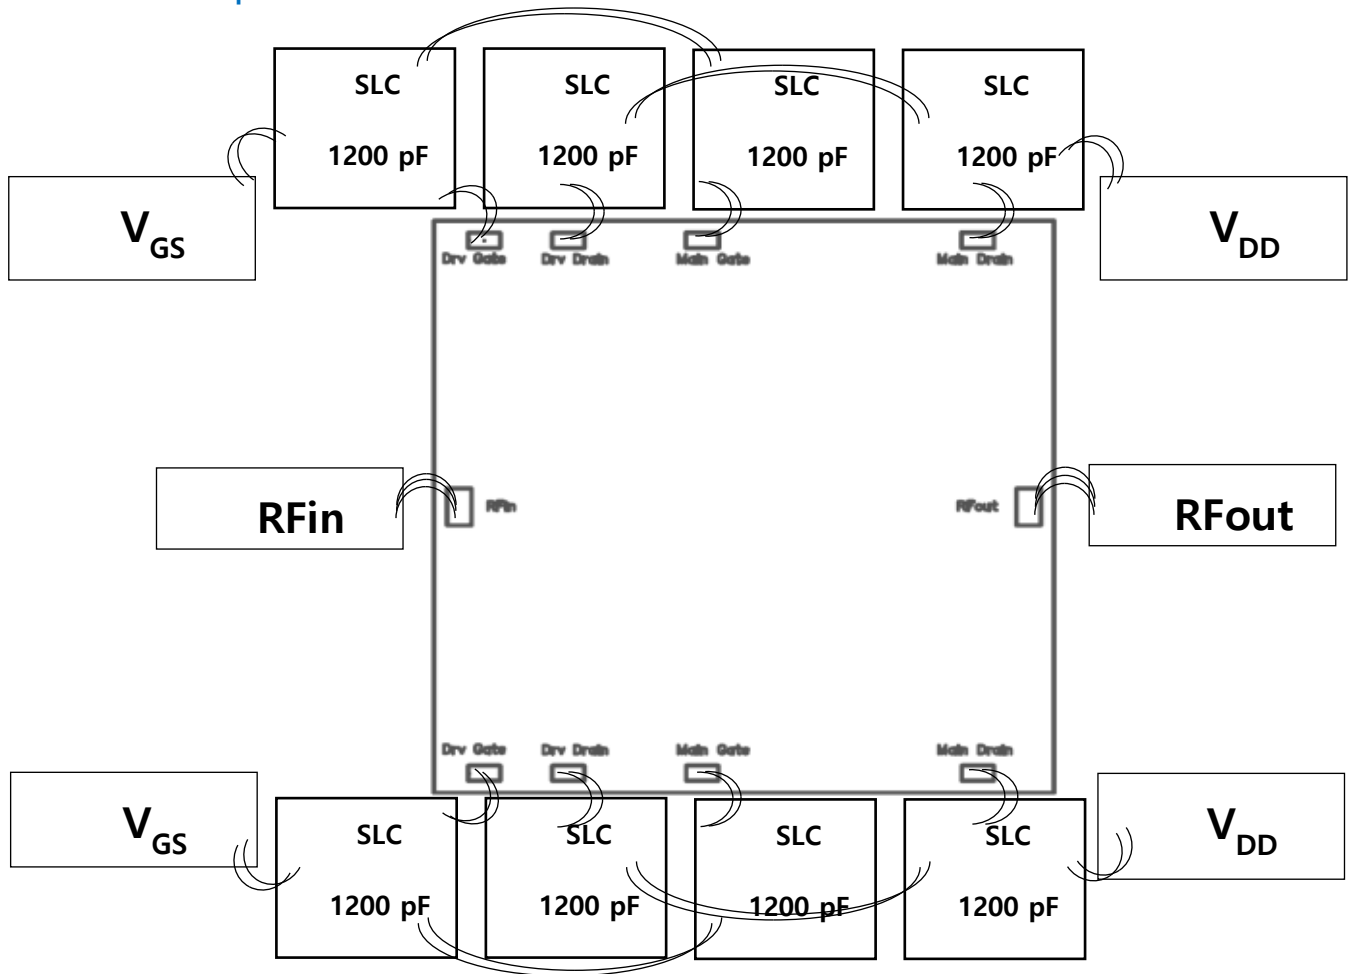 SLC SLC SLC SLC
1200 pF 1200 pF 1200 pF 1200 pF
VGS VDD
Drv Gate Drv Drain Main Gate Main Drain
RFin RFin RFout RFout
Drv Gate Drv Drain Main Gate Main Drain
VGS VDD
SLC SLC SLC SLC
1200 pF 1200 pF 1200 pF 1200 pF